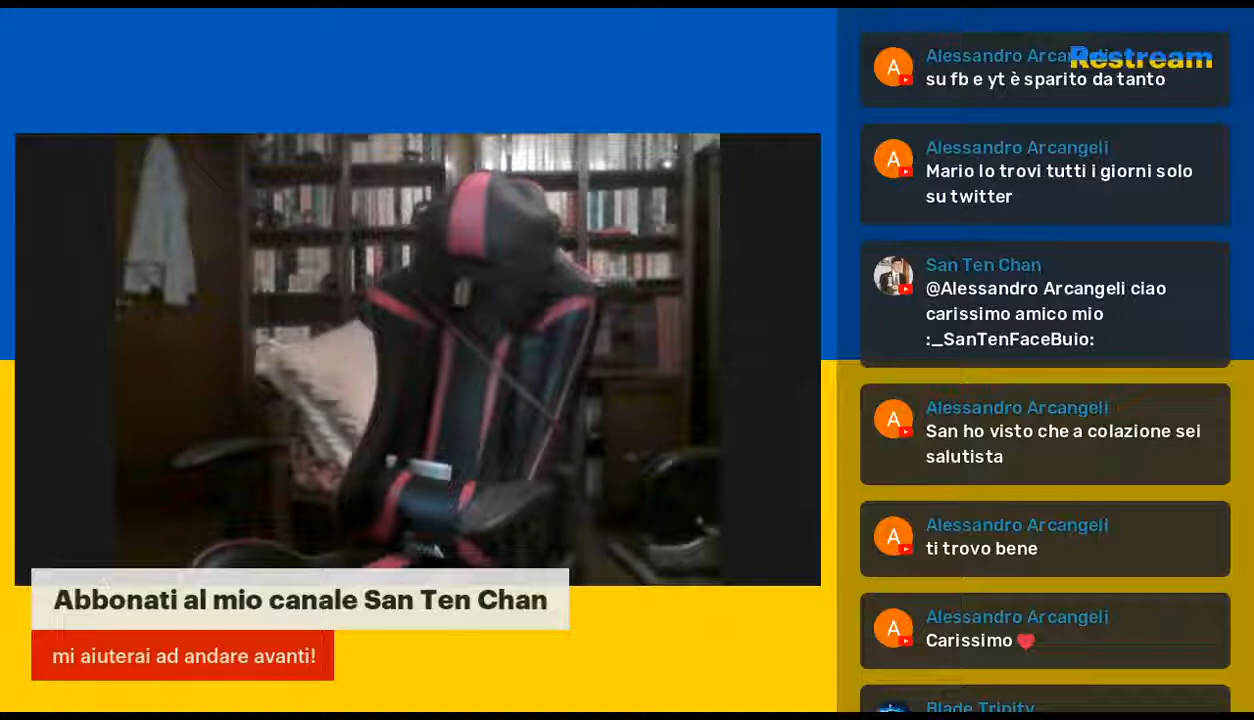 Restream
Alessandro Arcangeli
su fb e yt è sparito da tanto
Alessandro Arcangeli
Mario lo trovi tutti i giorni solo
su twitter
San Ten Chan
@Alessandro Arcangeli ciao
carissimo amico mio
:_SanTenFaceBuio:
Alessandro Arcangeli
San ho visto che a colazione sei
salutista
Alessandro Arcangeli
ti trovo bene
Alessandro Arcangeli
Carissimo ❤️
Blade Trinity
Abbonati al mio canale San Ten Chan
mi aiuterai ad andare avanti!